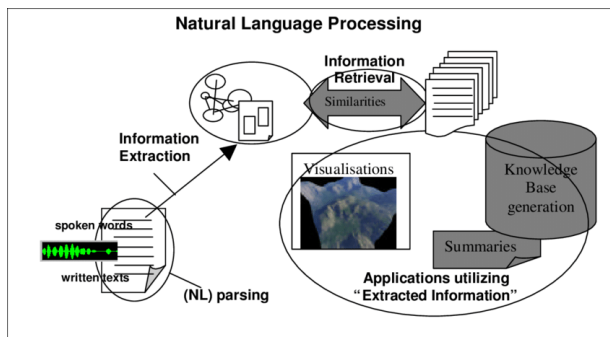 Natural Language Processing
Information
Retrieval
Similarities
Information
Extraction
Visualisations
Knowledge
Base
generation
spoken words
written texts
Summaries
(NL) parsing
Applications utilizing
“Extracted Information”